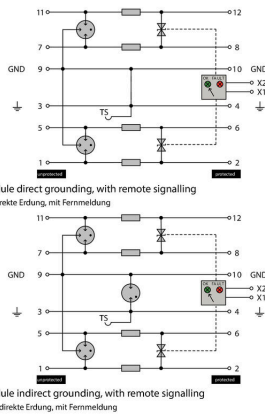 11 12
7 8
GND 9 10 GND
OK FAULT
X2
X1
3 4
TS
5 6
1 2
unprotected protected
ule direct grounding, with remote signalling
rekte Erdung, mit Fernmeldung
11 12
7 8
GND 9 10 GND
OK FAULT
X2
X1
3 4
TS
5 6
1 2
unprotected protected
ule indirect grounding, with remote signalling
direkte Erdung, mit Fernmeldung